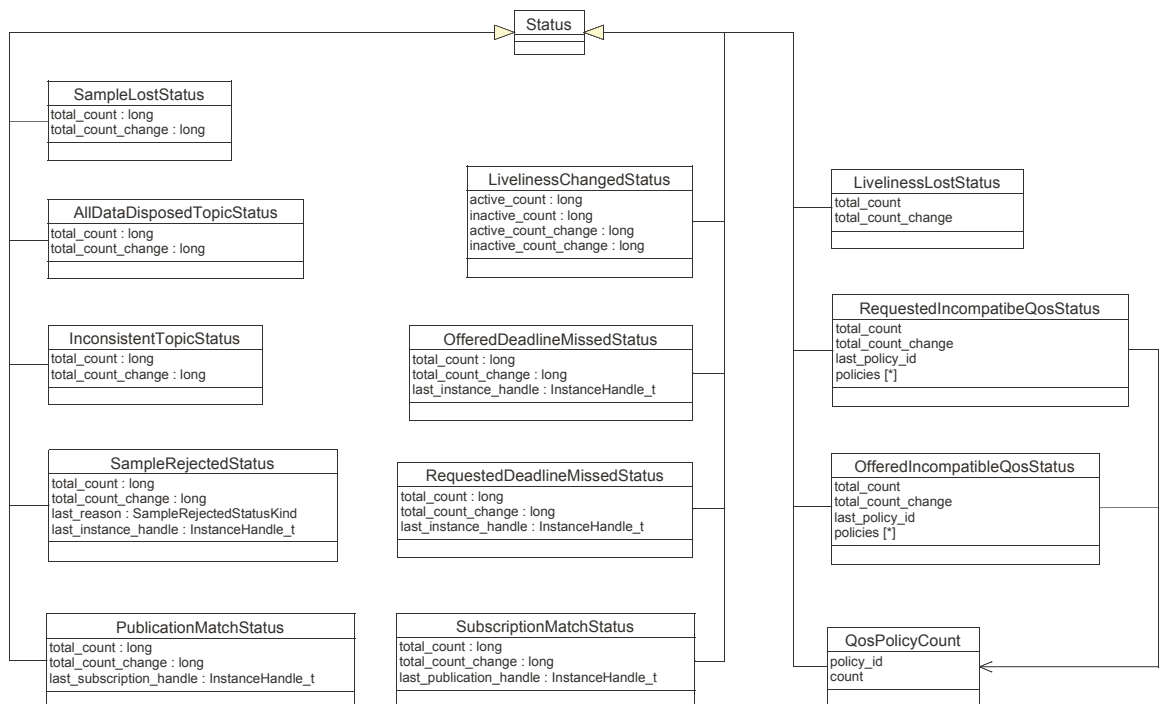 Status
SampleLostStatus
total_count : long
total_count_change : long
AllDataDisposedTopicStatus
total_count : long
total_count_change : long
InconsistentTopicStatus
total_count : long
total_count_change : long
SampleRejectedStatus
total_count : long
total_count_change : long
last_reason : SampleRejectedStatusKind
last_instance_handle : InstanceHandle_t
PublicationMatchStatus
total_count : long
total_count_change : long
last_subscription_handle : InstanceHandle_t
LivelinessChangedStatus
active_count : long
inactive_count : long
active_count_change : long
inactive_count_change : long
OfferedDeadlineMissedStatus
total_count : long
total_count_change : long
last_instance_handle : InstanceHandle_t
RequestedDeadlineMissedStatus
total_count : long
total_count_change : long
last_instance_handle : InstanceHandle_t
SubscriptionMatchStatus
total_count : long
total_count_change : long
last_publication_handle : InstanceHandle_t
LivelinessLostStatus
total_count
total_count_change
RequestedIncompatibeQosStatus
total_count
total_count_change
last_policy_id
policies [*]
OfferedIncompatibleQosStatus
total_count
total_count_change
last_policy_id
policies [*]
QosPolicyCount
policy_id
count